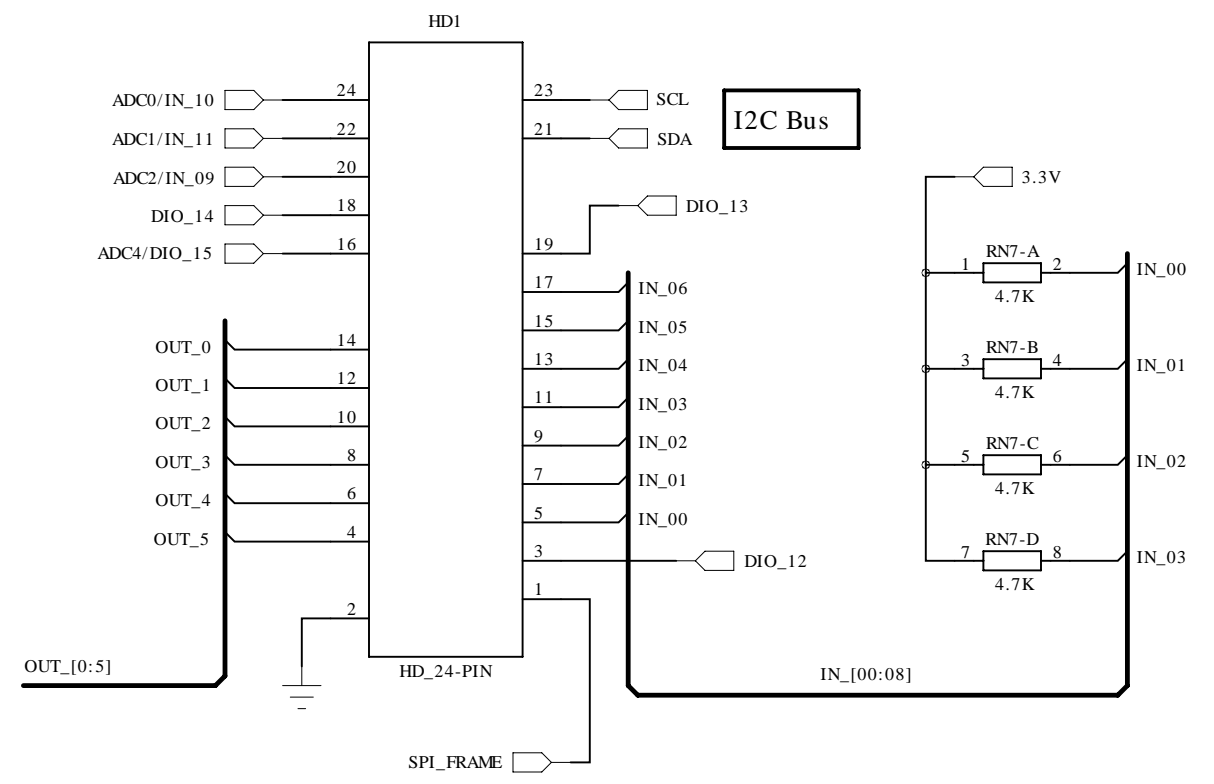 HD1
ADC0/IN_10 24 23 SCL
I2C Bus
ADC1/IN_11 22 21 SDA
ADC2/IN_09 20 3.3V
DIO_14 18 DIO_13
ADC4/DIO_15 16 19
RN7-A
1 2 IN_00
4.7K
17 IN_06
15 IN_05
OUT_0 14
RN7-B
13 IN_04 3 4 IN_01
4.7K
OUT_1 12
11 IN_03
OUT_2 10
9 IN_02
RN7-C
OUT_3 8 5 6 IN_02
4.7K
7 IN_01
OUT_4 6
5 IN_00
OUT_5 4
RN7-D
3 DIO_12 7 8 IN_03
4.7K
1
2
OUT_[0:5] HD_24-PIN IN_[00:08]
SPI_FRAME